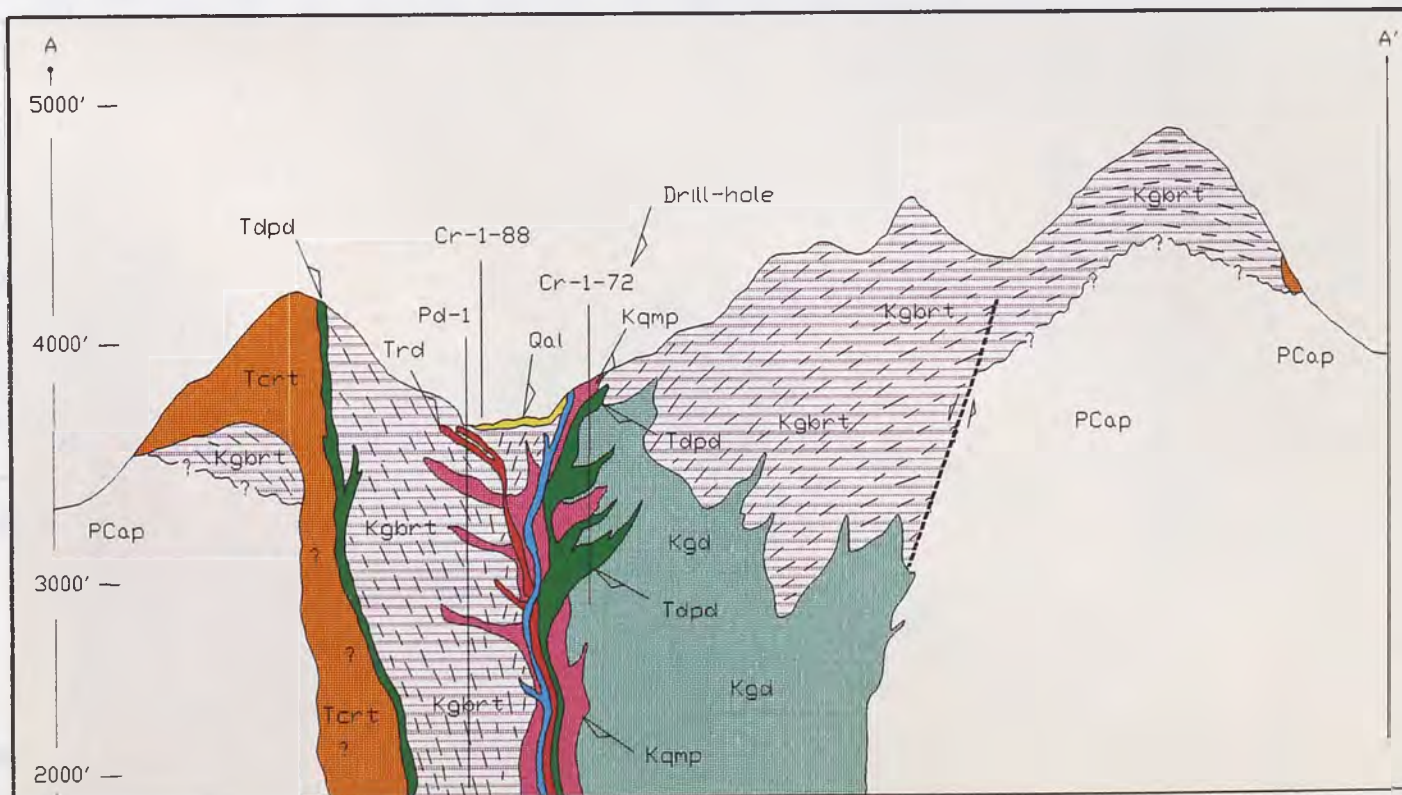 A
A'
5000'
Kgbrt
Drill-hole
Tdpd
Cr-1-88
Cr-1-72
Pd-1
Kqmp
Kgbrt
4000'
Trd
Qal
PCap
Tcrt
Kgbrt
PCap
Tdpd
Kgbrt
?
?
?
?
?
?
PCap
Kgbrt
Kgd
?
3000'
Tdpd
?
Kgd
Kgbrt
Tcrt
?
Kqmp
2000'